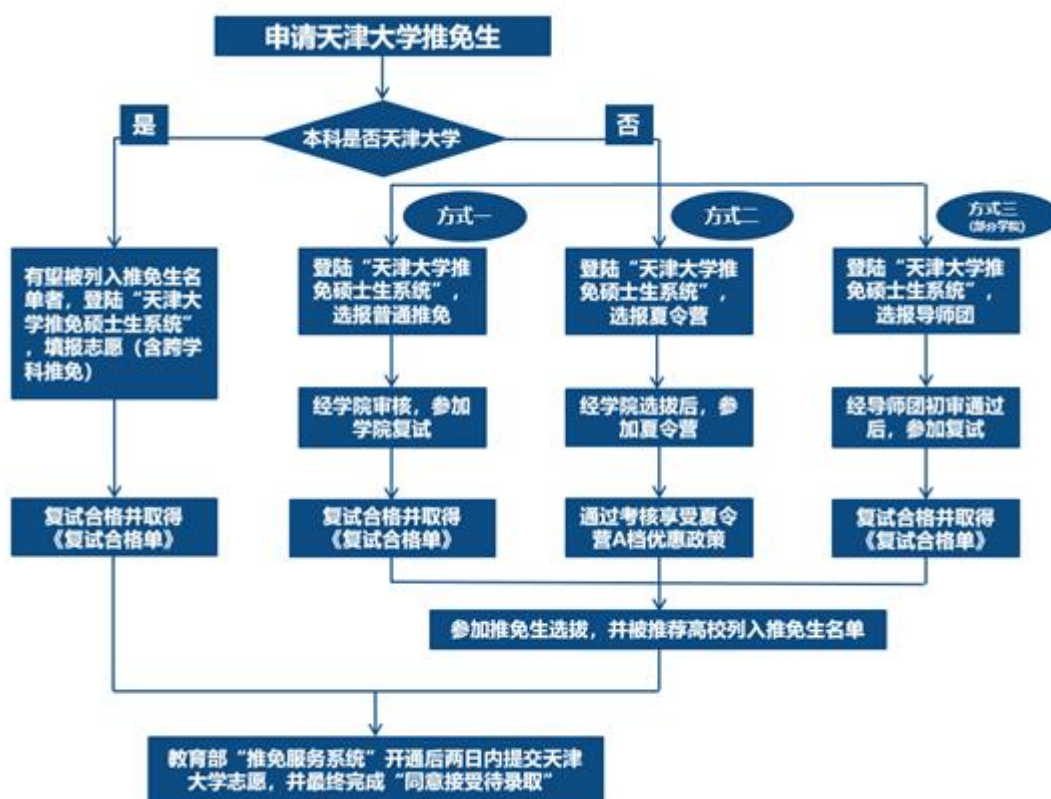 申请天津大学推免生
是
本科是否天津大学
否
方式一
方式二
方式三
(部分学院)
有望被列入推免生名
单者，登陆“天津大
学推免硕士生系统”
，填报志愿（含跨学
科推免）
登陆“天津大学推
免硕士生系统”，
选报普通推免
登陆“天津大学推
免硕士生系统”，
选报夏令营
登陆“天津大学推
免硕士生系统”，
选报导师团
经学院审核，参加
学院复试
经学院选拔后，参
加夏令营
经导师团初审通过
后，参加复试
复试合格并取得
《复试合格单》
复试合格并取得
《复试合格单》
通过考核享受夏令
营A档优惠政策
复试合格并取得
《复试合格单》
参加推免生选拔，并被推荐高校列入推免生名单
教育部“推免服务系统”开通后两日内提交天津
大学志愿，并最终完成“同意接受待录取”